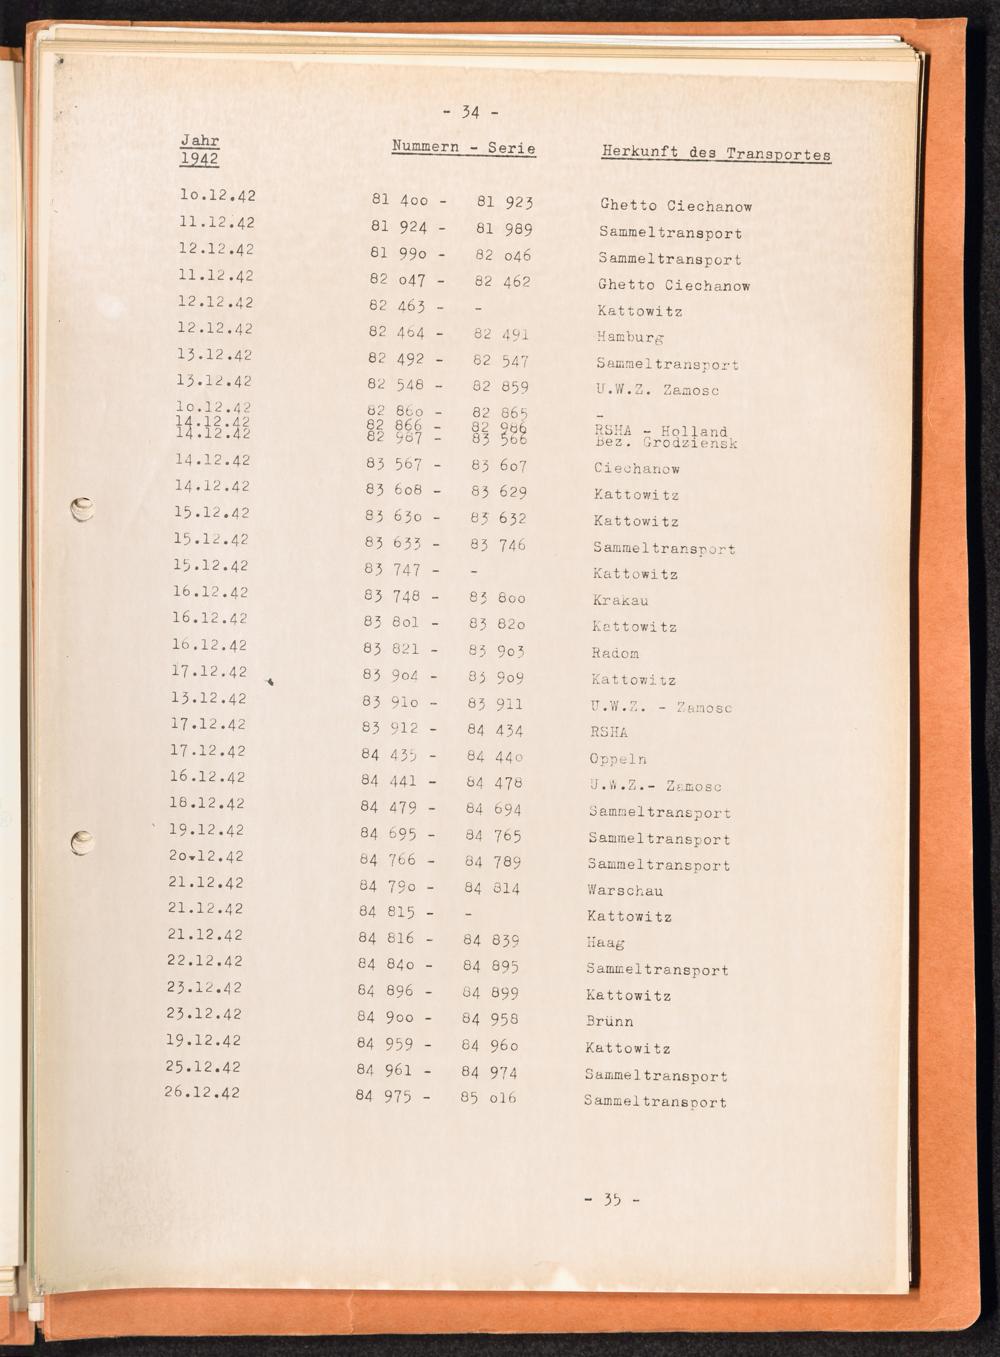 - 34 -
Jahr Nummern - Serie Herkunft des Transportes
1942
1o.12.42 81 4oo - 81 923 Ghetto Ciechanow
11.12.42 81 924 - 81 989 Sammeltransport
12.12.42 81 99o - 82 o46 Sammeltransport
11.12.42 82 o47 - 82 462 Ghetto Ciechanow
12.12.42 82 463 - - Kattowitz
12.12.42 82 464 - 82 491 Hamburg
13.12.42 82 492 - 82 547 Sammeltransport
13.12.42 82 548 - 82 859 U.W.Z. Zamosc
1o.12.42 82 86o - 82 865 -
14.12.42 82 866 - 82 986 RSHA - Holland
14.12.42 82 987 - 83 566 Bez. Grodziensk
14.12.42 83 567 - 83 6o7 Ciechanow
14.12.42 83 6o8 - 83 629 Kattowitz
15.12.42 83 63o - 83 632 Kattowitz
15.12.42 83 633 - 83 746 Sammeltransport
15.12.42 83 747 - - Kattowitz
16.12.42 83 748 - 83 8oo Krakau
16.12.42 83 8o1 - 83 82o Kattowitz
16.12.42 83 821 - 83 9o3 Radom
17.12.42 83 9o4 - 83 9o9 Kattowitz
13.12.42 83 91o - 83 911 U.W.Z. - Zamosc
17.12.42 83 912 - 84 434 RSHA
17.12.42 84 435 - 84 44o Oppeln
16.12.42 84 441 - 84 478 U.W.Z.- Zamosc
18.12.42 84 479 - 84 694 Sammeltransport
19.12.42 84 695 - 84 765 Sammeltransport
2o.12.42 84 766 - 84 789 Sammeltransport
21.12.42 84 79o - 84 814 Warschau
21.12.42 84 815 - - Kattowitz
21.12.42 84 816 - 84 839 Haag
22.12.42 84 84o - 84 895 Sammeltransport
23.12.42 84 896 - 84 899 Kattowitz
23.12.42 84 9oo - 84 958 Brünn
19.12.42 84 959 - 84 96o Kattowitz
25.12.42 84 961 - 84 974 Sammeltransport
26.12.42 84 975 - 85 o16 Sammeltransport
- 35 -